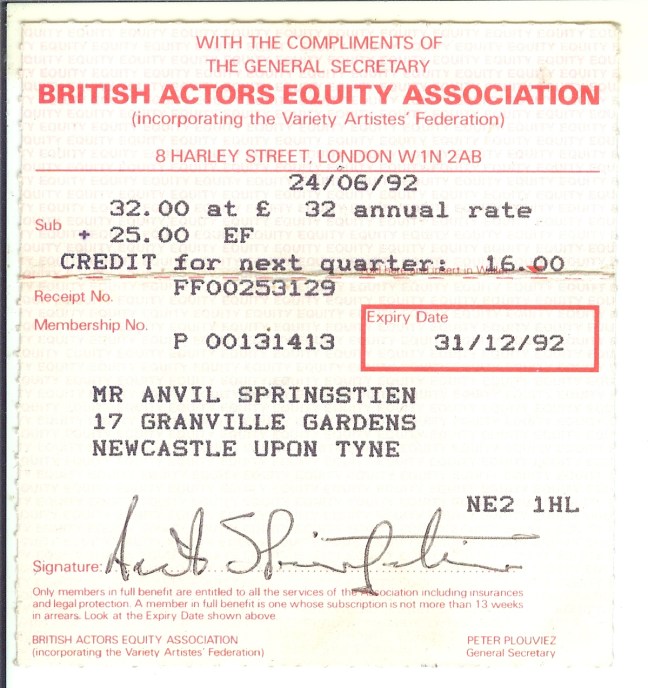 WITH THE COMPLIMENTS OF
THE GENERAL SECRETARY
BRITISH ACTORS EQUITY ASSOCIATION
(incorporating the Variety Artistes' Federation)
8 HARLEY STREET, LONDON W1N 2AB
24/06/92
32.00 at £ 32 annual rate
Sub
+ 25.00 EF
CREDIT for next quarter: 16.00
Receipt No. FF00253129
Membership No. P 00131413
Expiry Date
31/12/92
MR ANVIL SPRINGSTIEN
17 GRANVILLE GARDENS
NEWCASTLE UPON TYNE
NE2 1HL
Signature:
Only members in full benefit are entitled to all the services of the Association including insurances
and legal protection. A member in full benefit is one whose subscription is not more than 13 weeks
in arrears. Look at the Expiry Date shown above
BRITISH ACTORS EQUITY ASSOCIATION
(incorporating the Variety Artistes' Federation)
PETER PLOUVIEZ
General Secretary